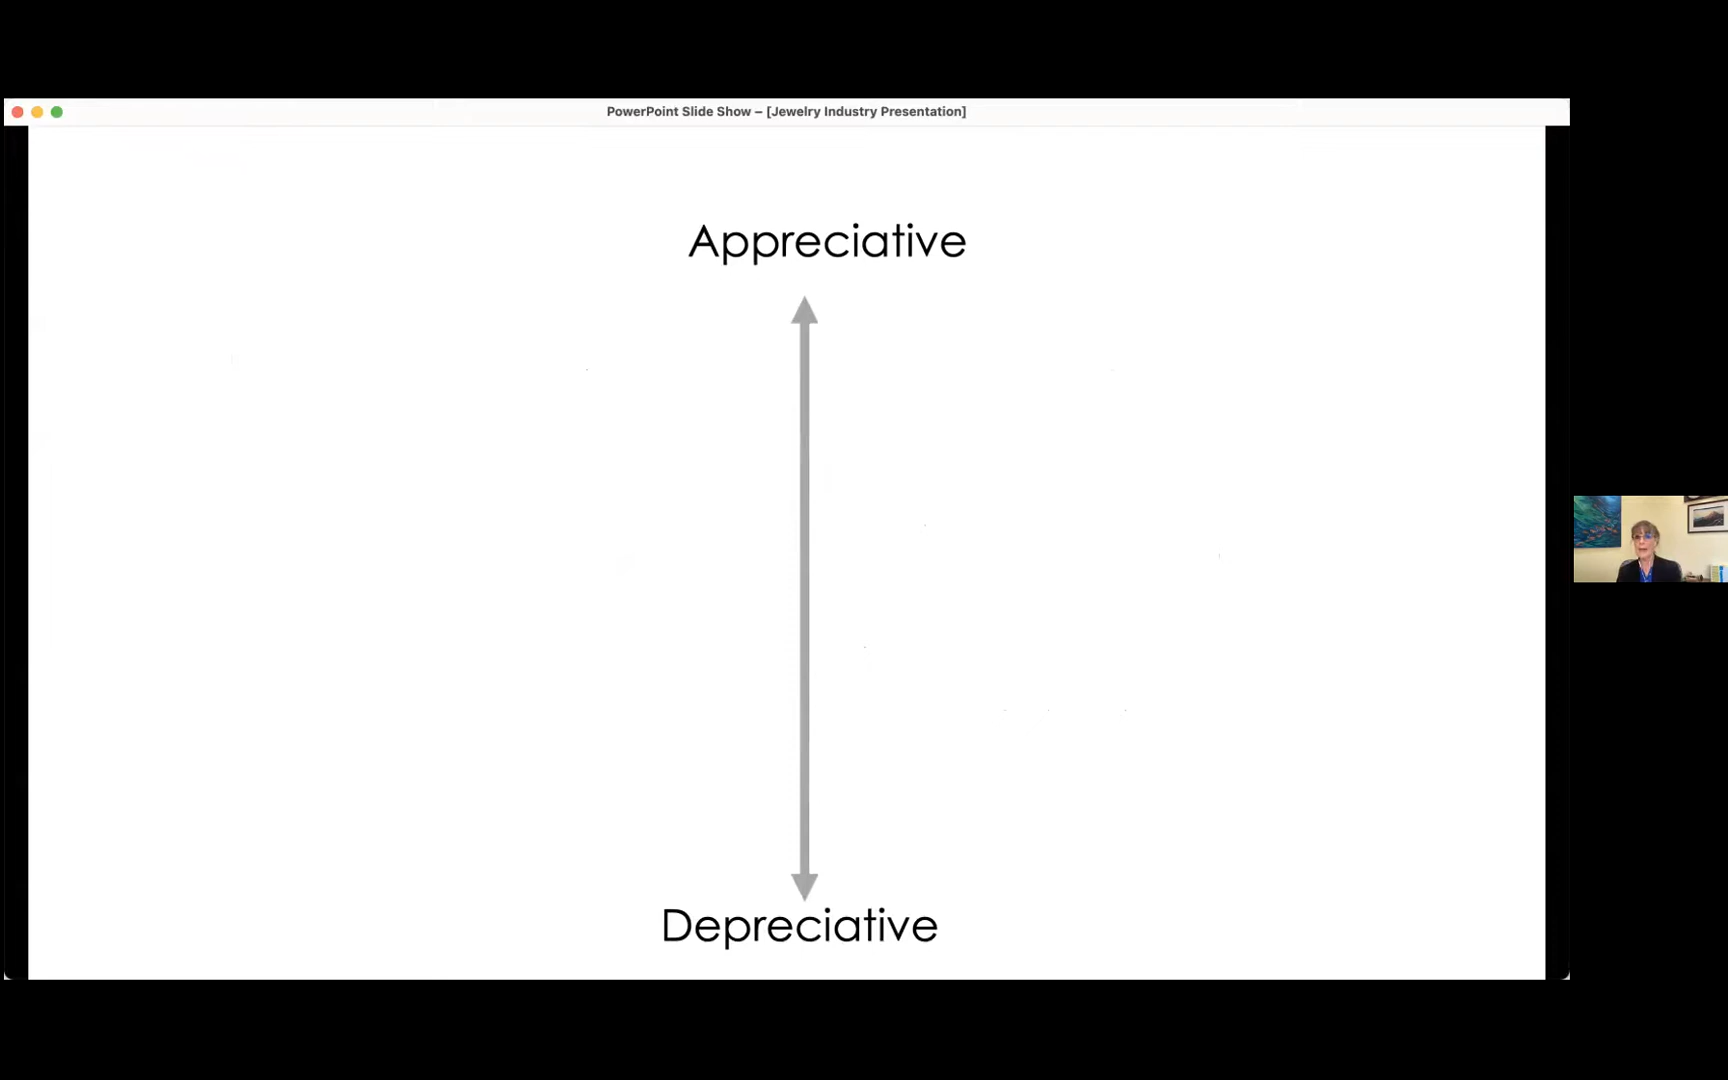 PowerPoint Slide Show – [Jewelry Industry Presentation]
Appreciative
Depreciative